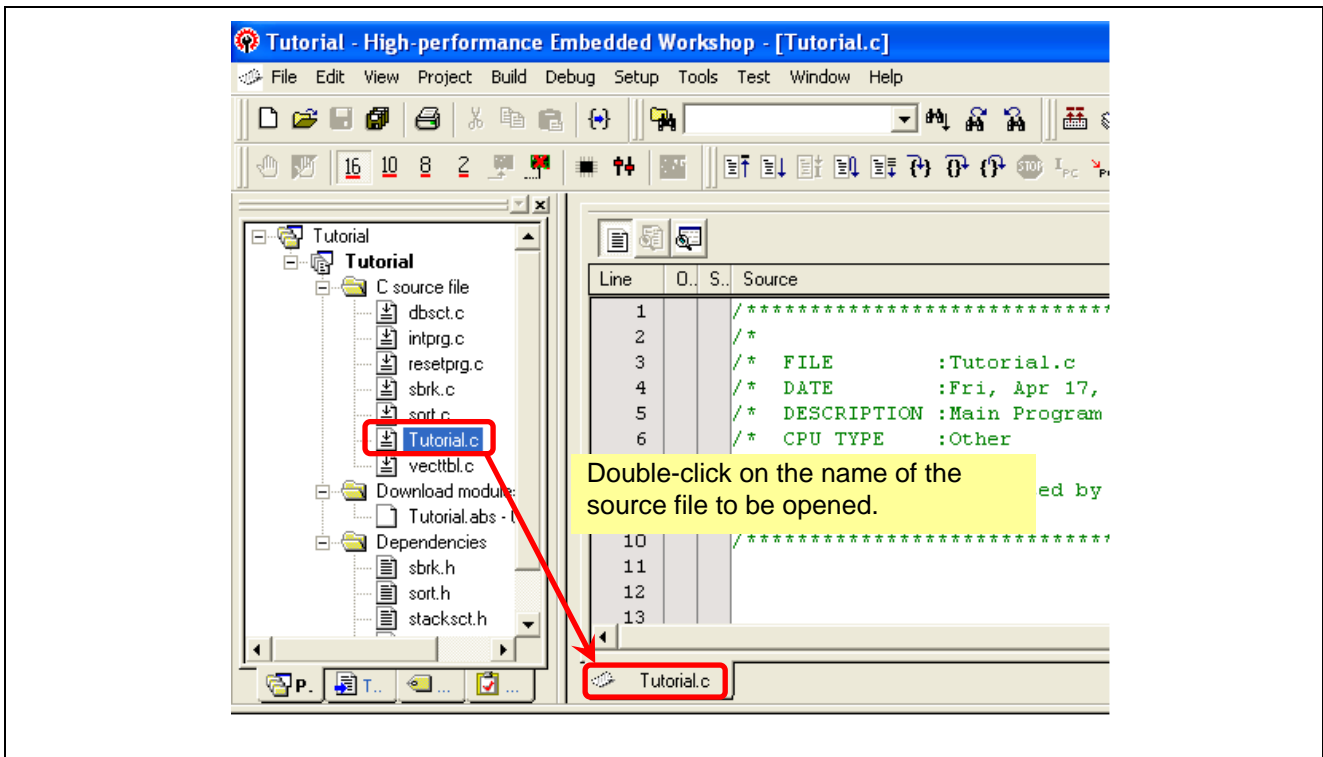 Tutorial - High-performance Embedded Workshop - [Tutorial.c]
File Edit View Project Build Debug Setup Tools Test Window Help
16 10 8 2 STOP PC
Tutorial
Tutorial
C source file
dbsct.c
intprg.c
resetprg.c
sbrk.c
sort.c
Tutorial.c
vecttbl.c
Download module:
Tutorial.abs -
Dependencies
sbrk.h
sort.h
stacksct.h
P. T.. ... ...
Line O.. S.. Source
1 /*****************************
2 /*
3 /* FILE :Tutorial.c
4 /* DATE :Fri, Apr 17,
5 /* DESCRIPTION :Main Program
6 /* CPU TYPE :Other
Double-click on the name of the
source file to be opened.
ed by
10 /*****************************
11
12
13
Tutorial.c